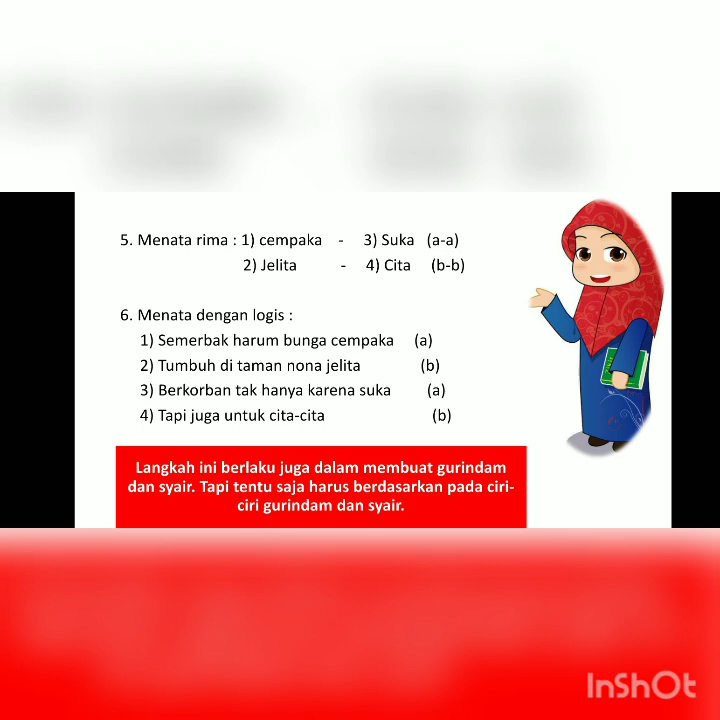 5. Menata rima : 1) cempaka - 3) Suka (a-a)
2) Jelita - 4) Cita (b-b)
6. Menata dengan logis :
1) Semerbak harum bunga cempaka (a)
2) Tumbuh di taman nona jelita (b)
3) Berkorban tak hanya karena suka (a)
4) Tapi juga untuk cita-cita (b)
Langkah ini berlaku juga dalam membuat gurindam
dan syair. Tapi tentu saja harus berdasarkan pada ciri-
ciri gurindam dan syair.
InShOt